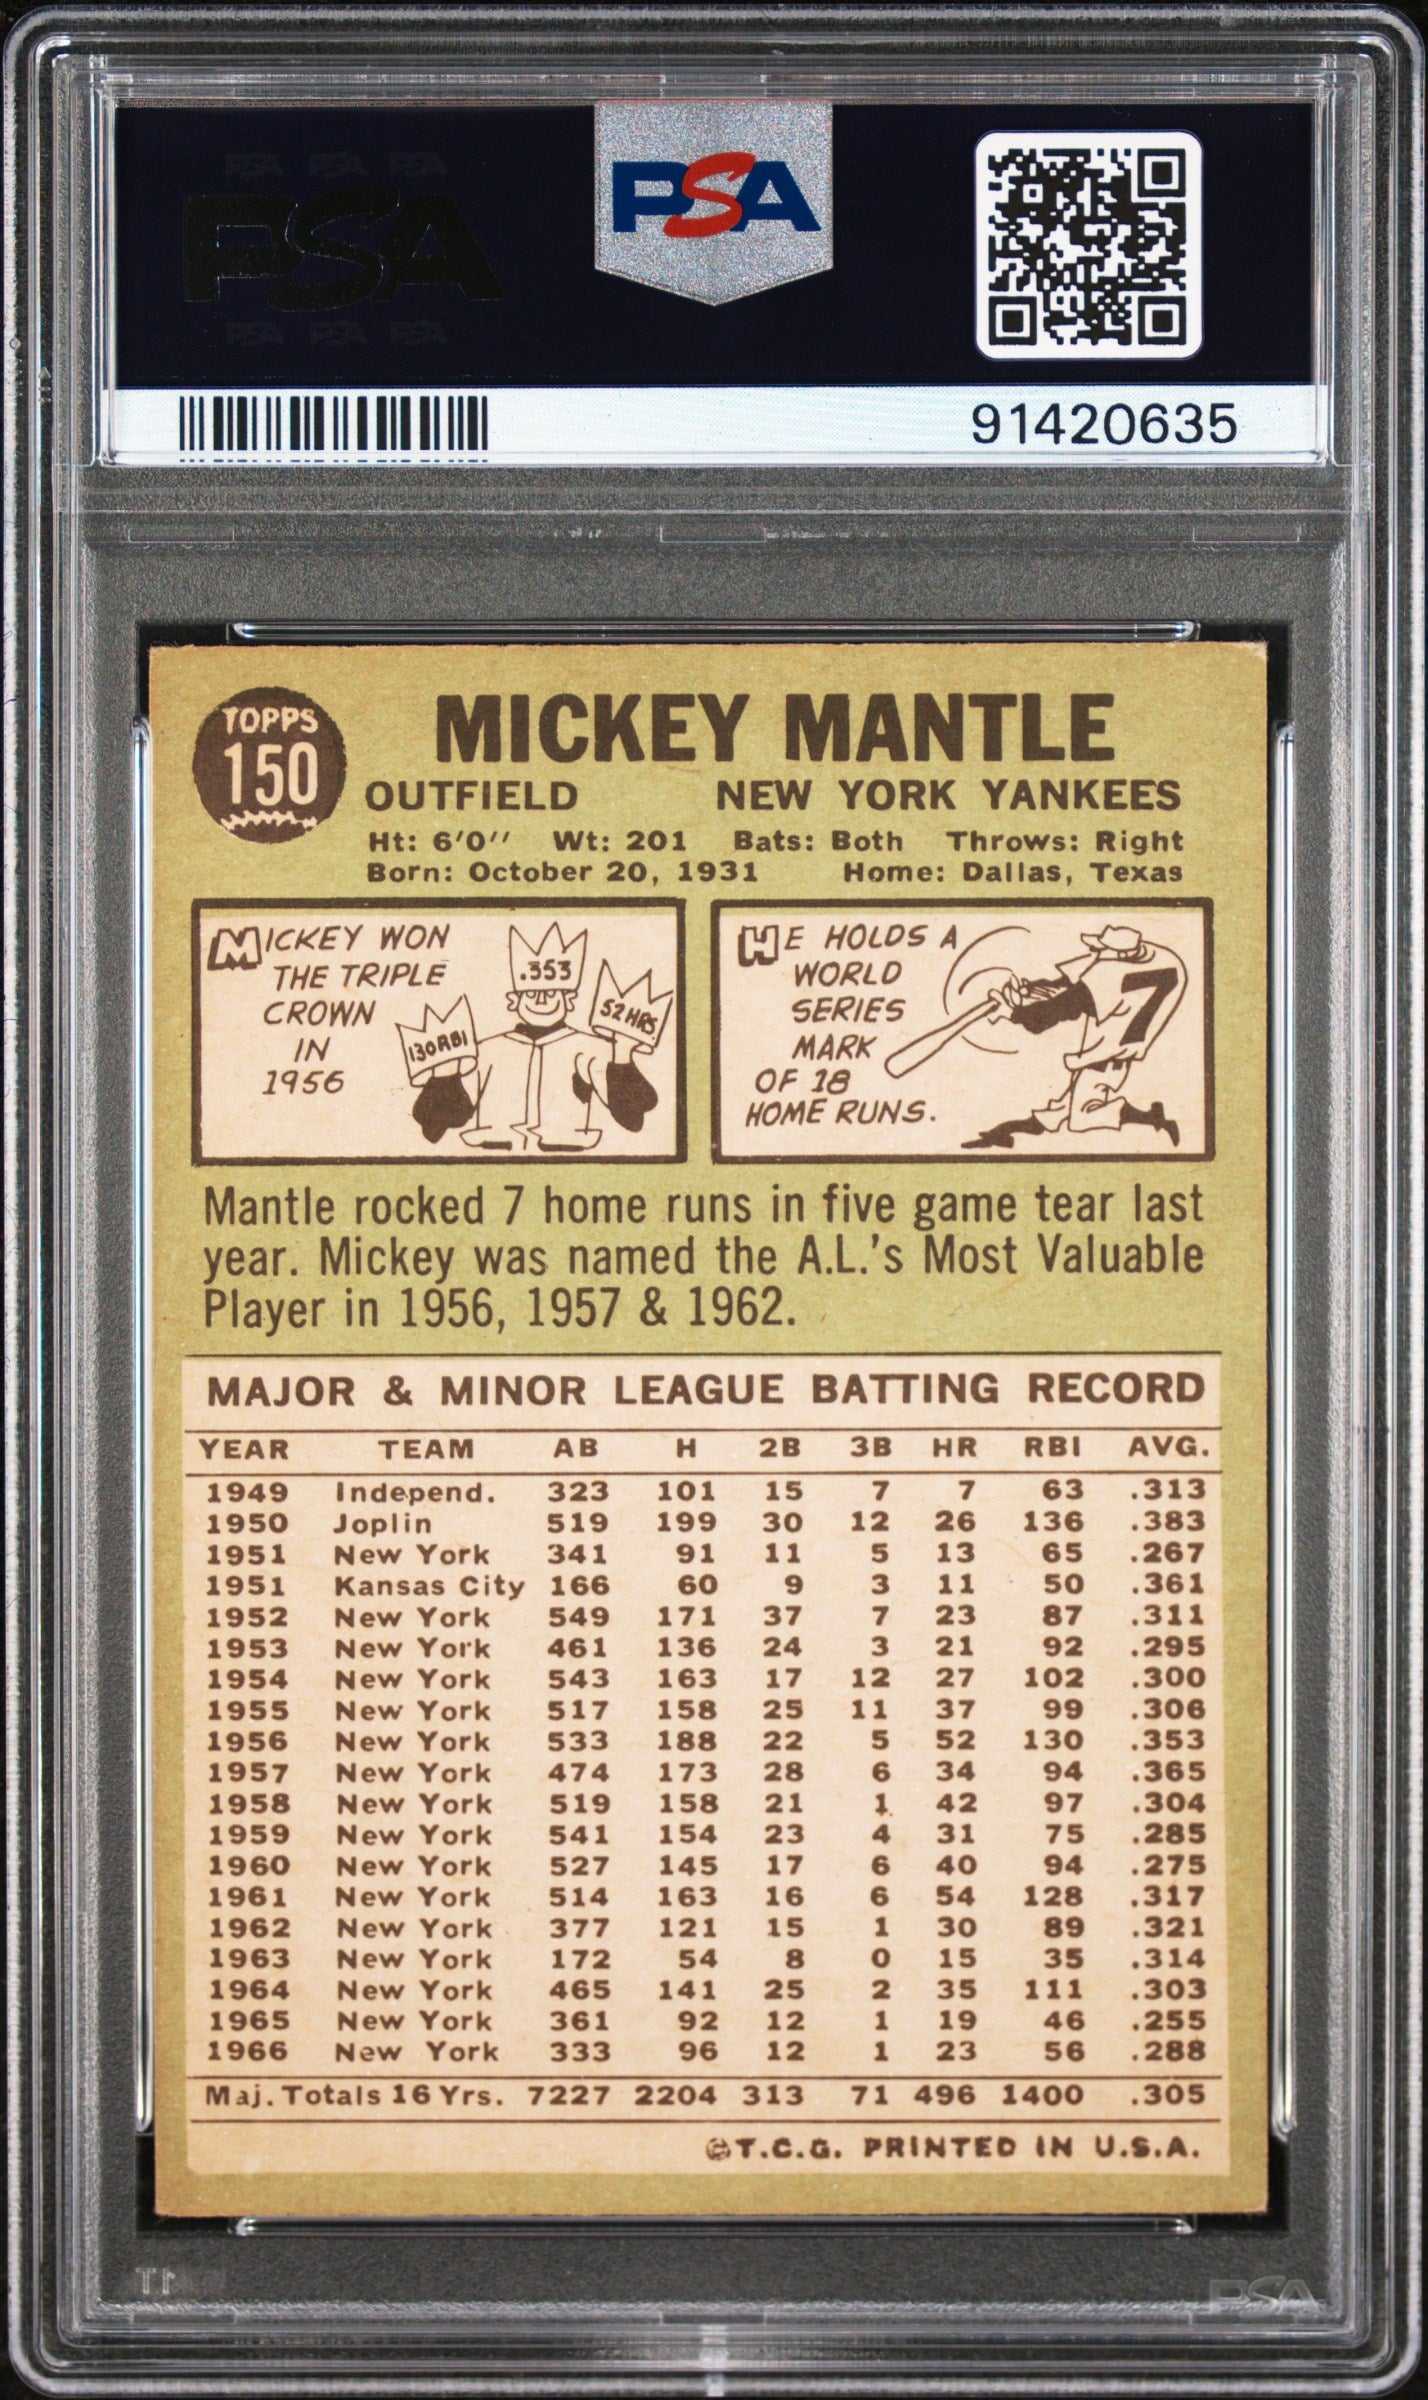 PSA PSA PSA
PSA
PSA PSA PSA
PSA
91420635
TOPPS
150
MICKEY MANTLE
OUTFIELD NEW YORK YANKEES
Ht: 6'0" Wt: 201 Bats: Both Throws: Right
Born: October 20, 1931 Home: Dallas, Texas
MICKEY WON
THE TRIPLE
CROWN
IN
1956
.353
130 RBI
52 HRS
HE HOLDS A
WORLD
SERIES
MARK
OF 18
HOME RUNS.
7
Mantle rocked 7 home runs in five game tear last
year. Mickey was named the A.L.'s Most Valuable
Player in 1956, 1957 & 1962.
MAJOR & MINOR LEAGUE BATTING RECORD
YEAR TEAM AB H 2B 3B HR RBI AVG.
1949 Independ. 323 101 15 7 7 63 .313
1950 Joplin 519 199 30 12 26 136 .383
1951 New York 341 91 11 5 13 65 .267
1951 Kansas City 166 60 9 3 11 50 .361
1952 New York 549 171 37 7 23 87 .311
1953 New York 461 136 24 3 21 92 .295
1954 New York 543 163 17 12 27 102 .300
1955 New York 517 158 25 11 37 99 .306
1956 New York 533 188 22 5 52 130 .353
1957 New York 474 173 28 6 34 94 .365
1958 New York 519 158 21 1 42 97 .304
1959 New York 541 154 23 4 31 75 .285
1960 New York 527 145 17 6 40 94 .275
1961 New York 514 163 16 6 54 128 .317
1962 New York 377 121 15 1 30 89 .321
1963 New York 172 54 8 0 15 35 .314
1964 New York 465 141 25 2 35 111 .303
1965 New York 361 92 12 1 19 46 .255
1966 New York 333 96 12 1 23 56 .288
Maj. Totals 16 Yrs. 7227 2204 313 71 496 1400 .305
©T.C.G. PRINTED IN U.S.A.
PSA